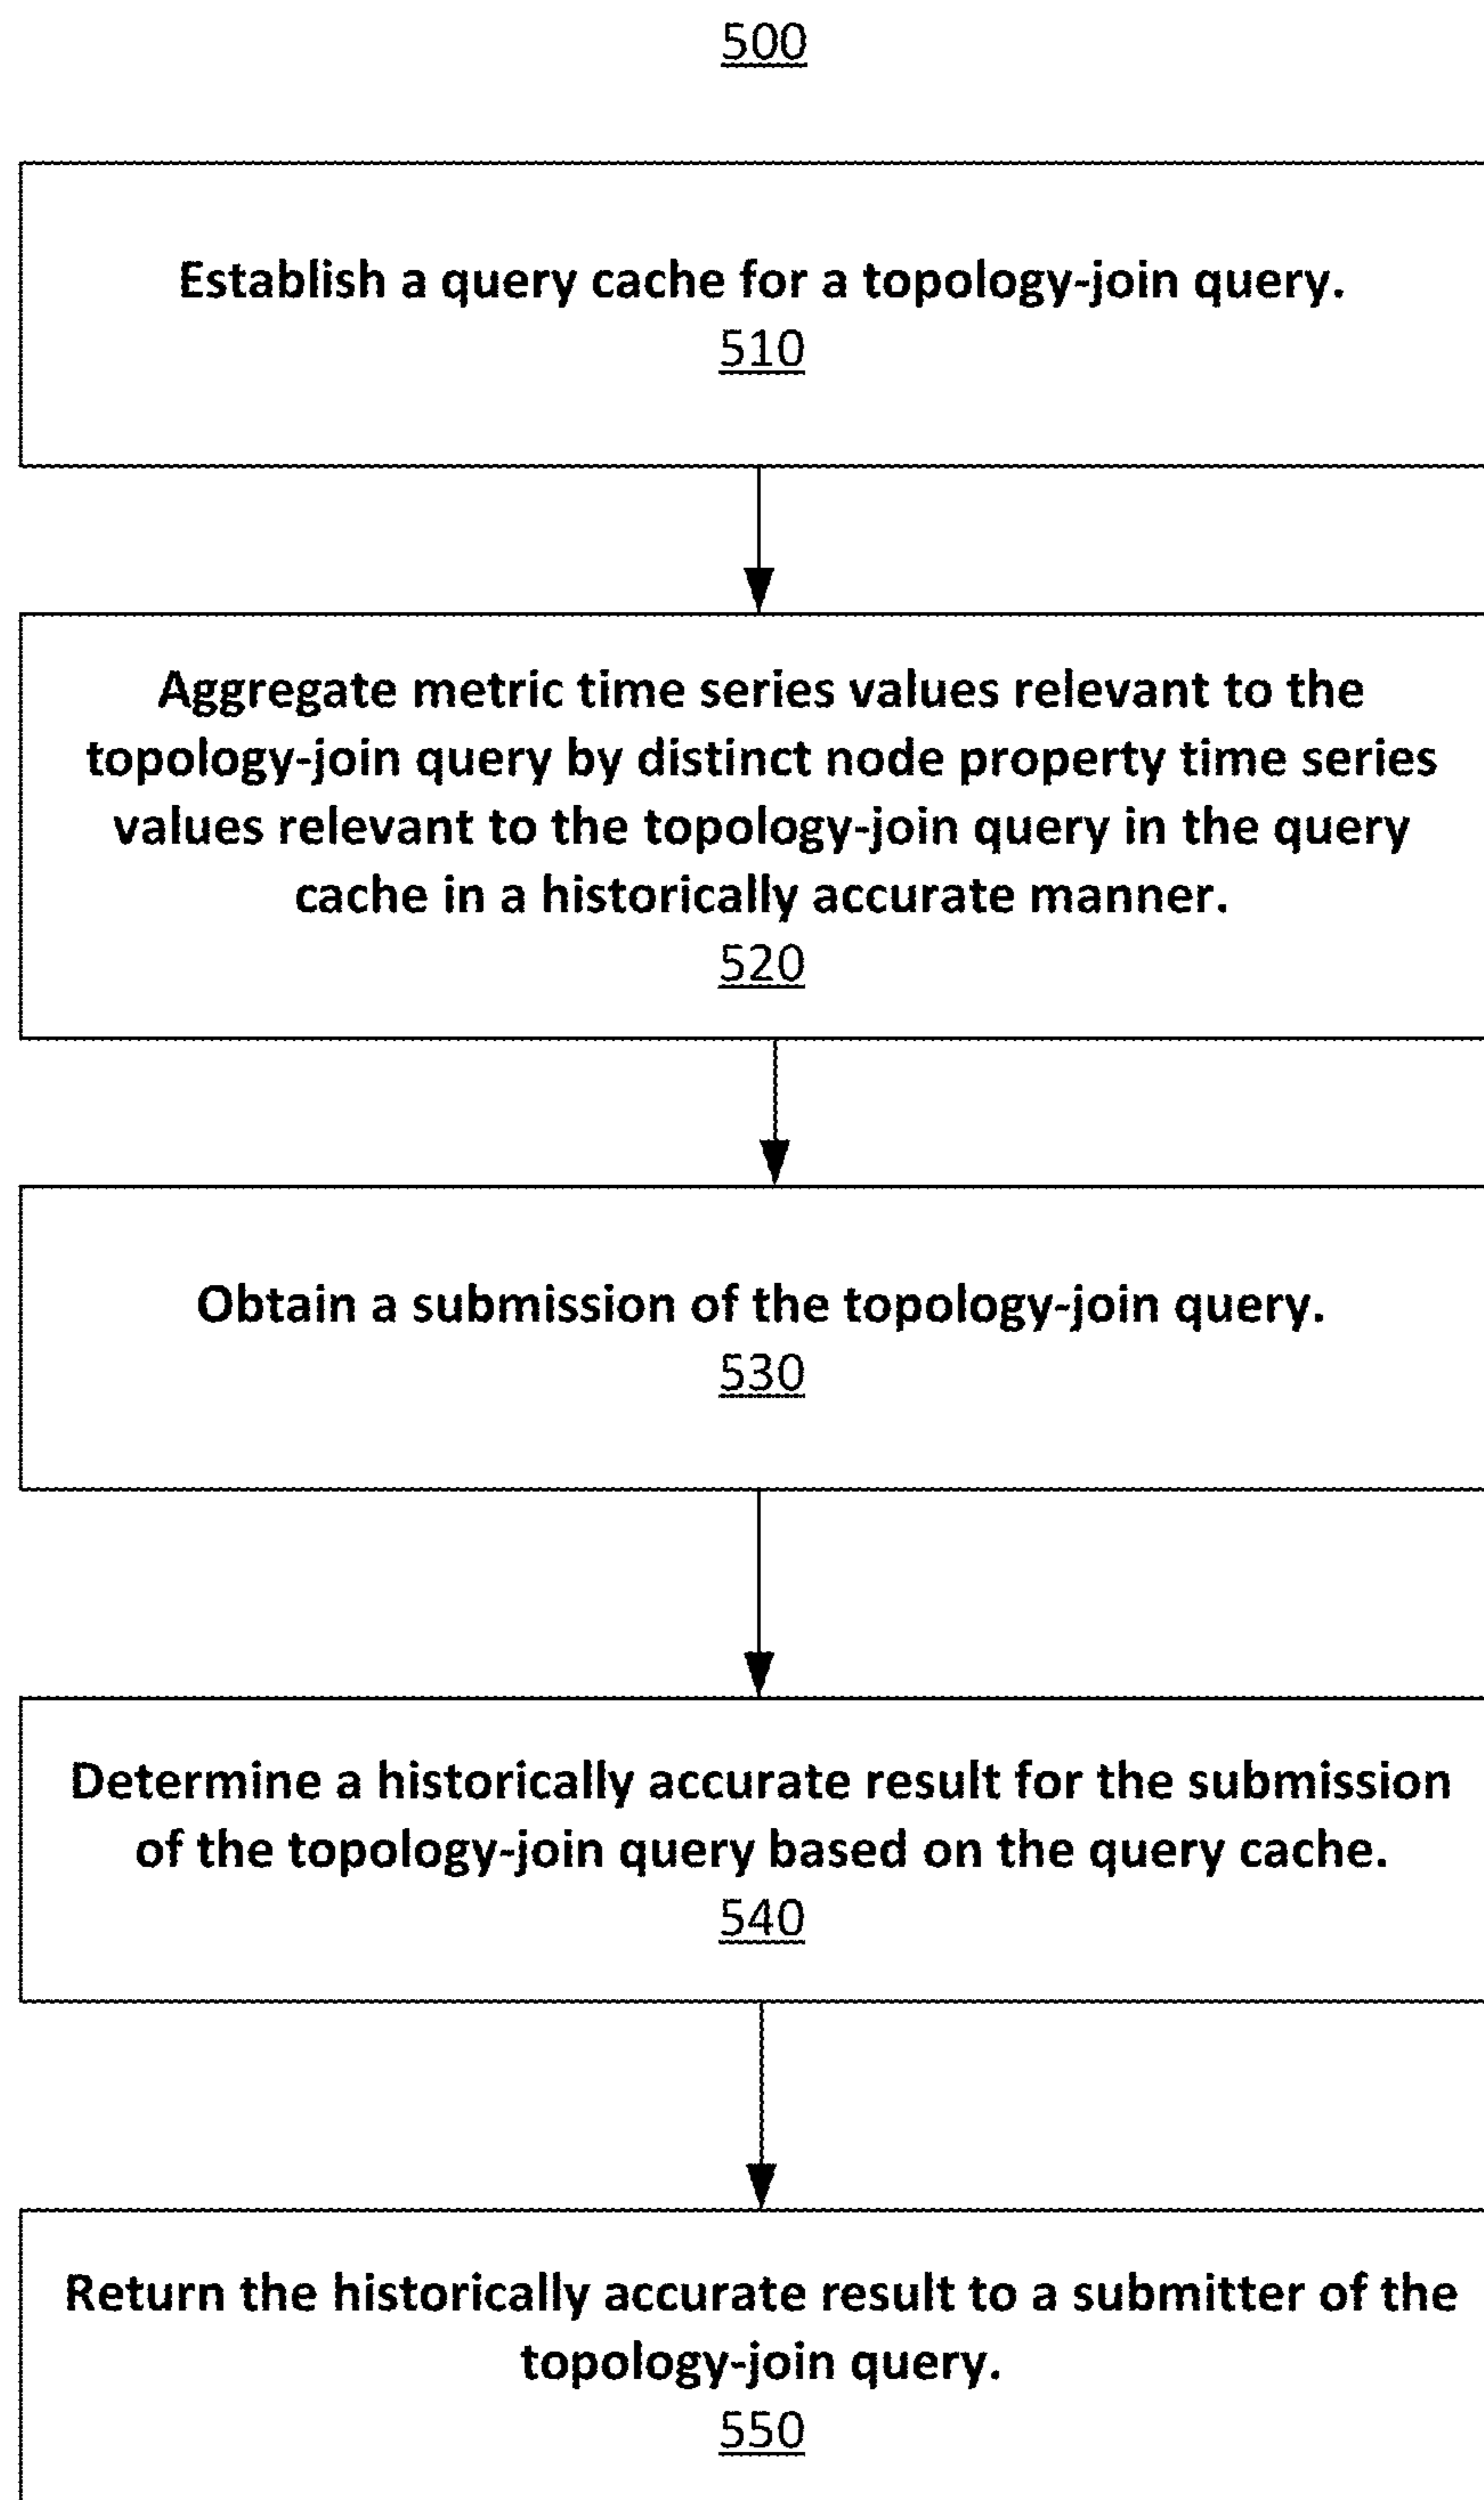 500
Establish a query cache for a topology-join query.
510
Aggregate metric time series values relevant to the
topology-join query by distinct node property time series
values relevant to the topology-join query in the query
cache in a historically accurate manner.
520
Obtain a submission of the topology-join query.
530
Determine a historically accurate result for the submission
of the topology-join query based on the query cache.
540
Return the historically accurate result to a submitter of the
topology-join query.
550